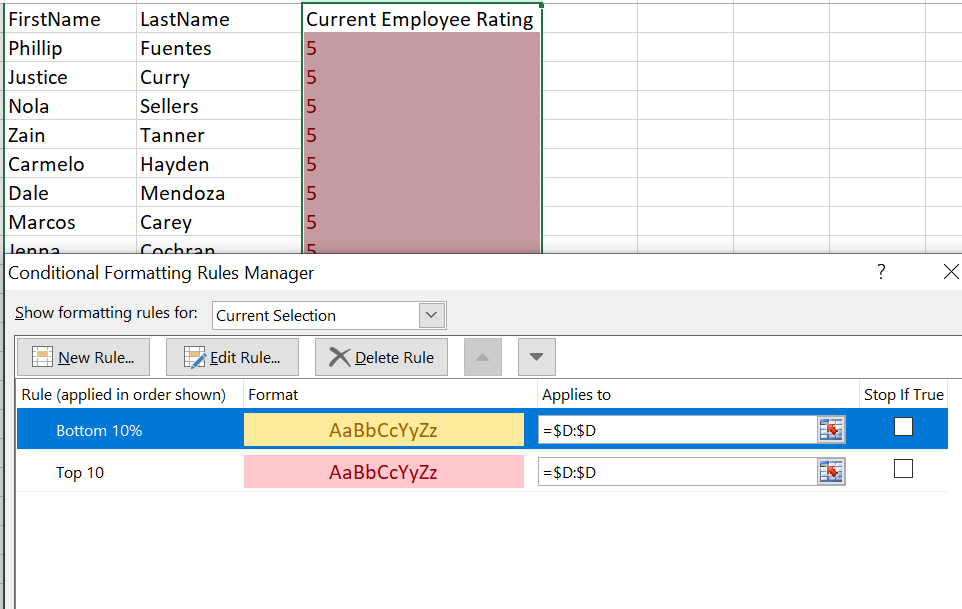 FirstName LastName Current Employee Rating
Phillip Fuentes 5
Justice Curry 5
Nola Sellers 5
Zain Tanner 5
Carmelo Hayden 5
Dale Mendoza 5
Marcos Carey 5
Jenna Cochran 5
Conditional Formatting Rules Manager ? ×
Show formatting rules for: Current Selection
New Rule... Edit Rule... Delete Rule
Rule (applied in order shown) Format Applies to Stop If True
Bottom 10% AaBbCcYyZz =$D:$D
Top 10 AaBbCcYyZz =$D:$D